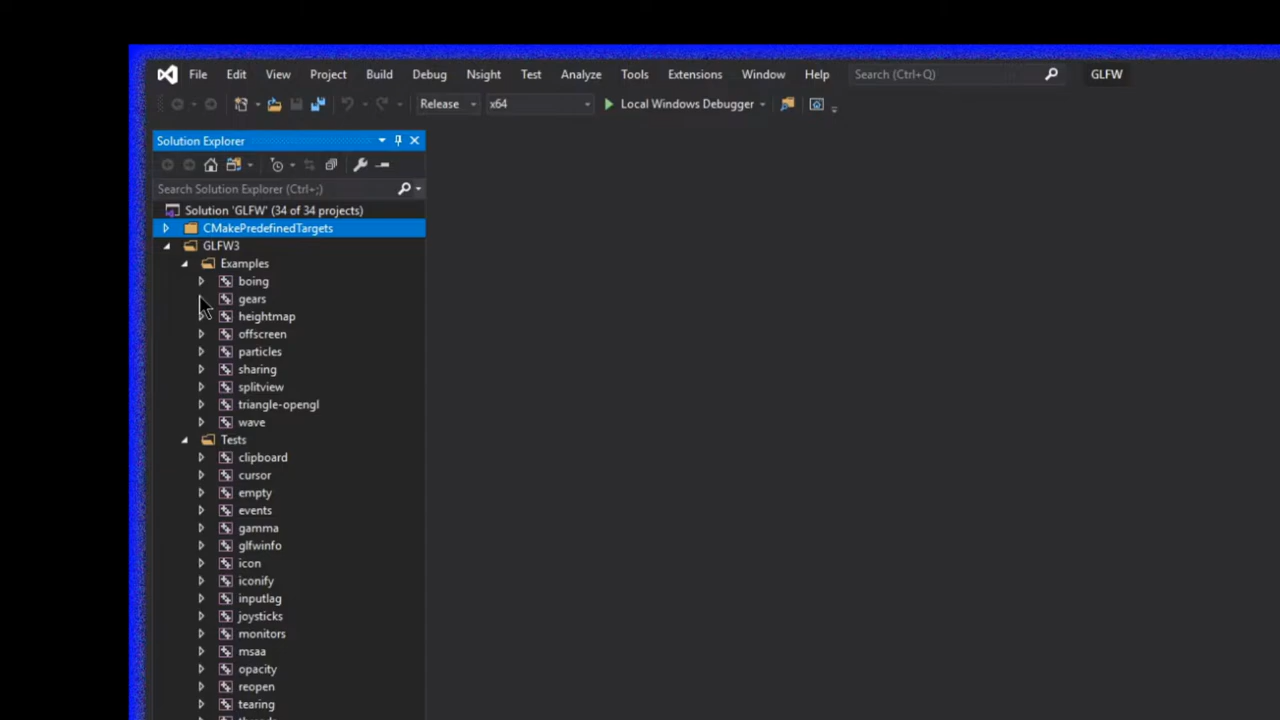 File Edit View Project Build Debug Nsight Test Analyze Tools Extensions Window Help Search (Ctrl+Q) GLFW
Release x64 Local Windows Debugger
Solution Explorer
Search Solution Explorer (Ctrl+;)
Solution 'GLFW' (34 of 34 projects)
CMakePredefinedTargets
GLFW3
Examples
boing
gears
heightmap
offscreen
particles
sharing
splitview
triangle-opengl
wave
Tests
clipboard
cursor
empty
events
gamma
glfwinfo
icon
iconify
inputlag
joysticks
monitors
msaa
opacity
reopen
tearing